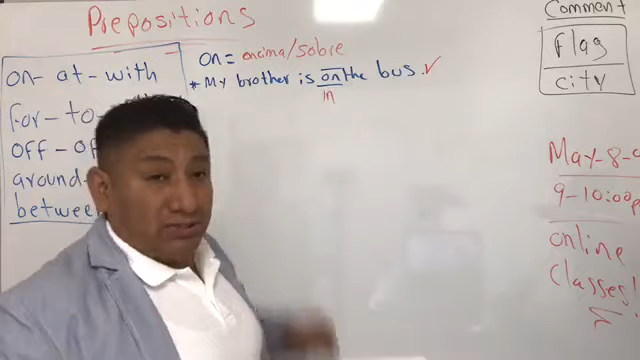 Prepositions
on- at- with
for- to-
off - of
around-
between
on= encima/sobre
* My brother is on the bus. ✓
in
Comment
flag
city
May-8-
9-10:00p
online
Classes!